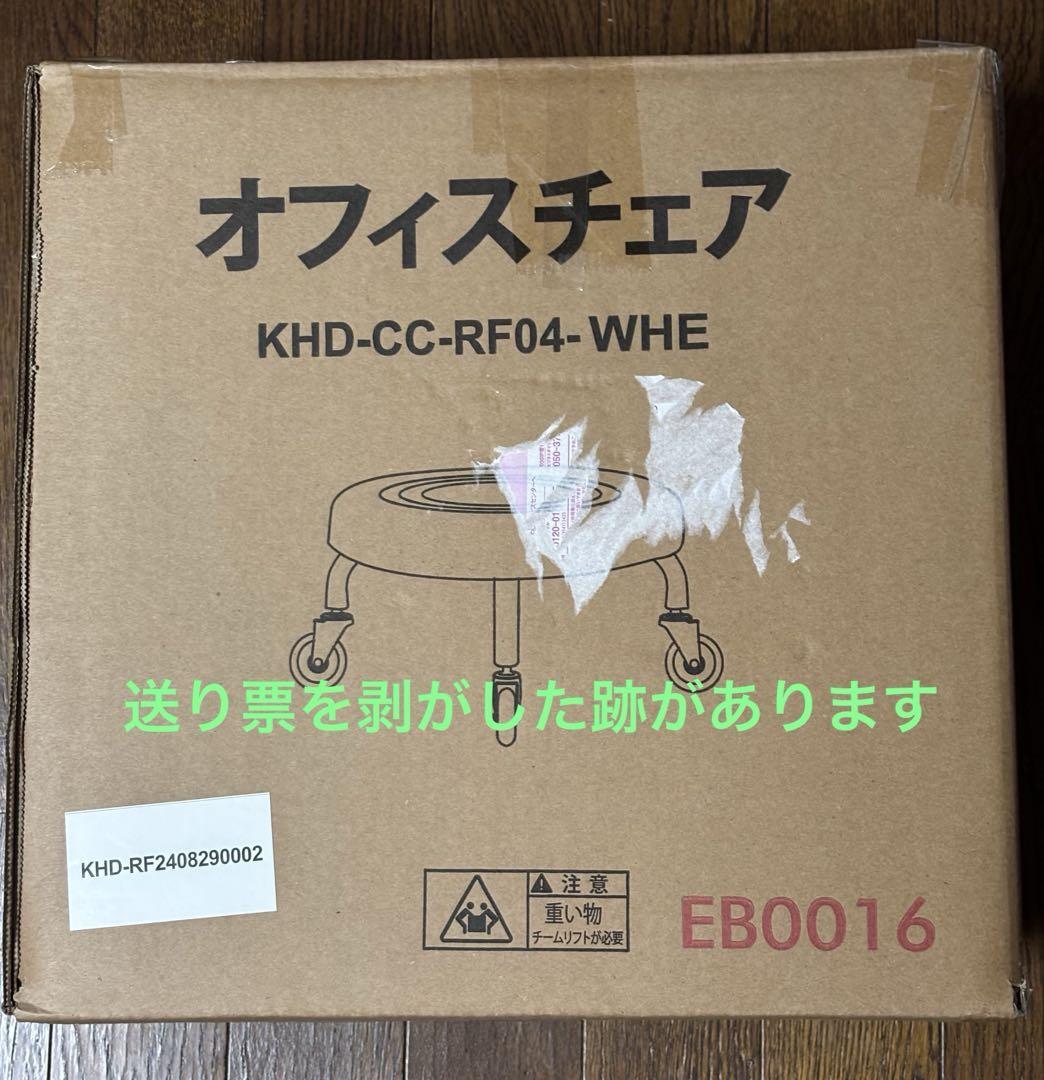 オフィスチェア
KHD-CC-RF04-WHE
送り票を剥がした跡があります
KHD-RF2408290002
注意
重い物
チームリフトが必要
EB0016